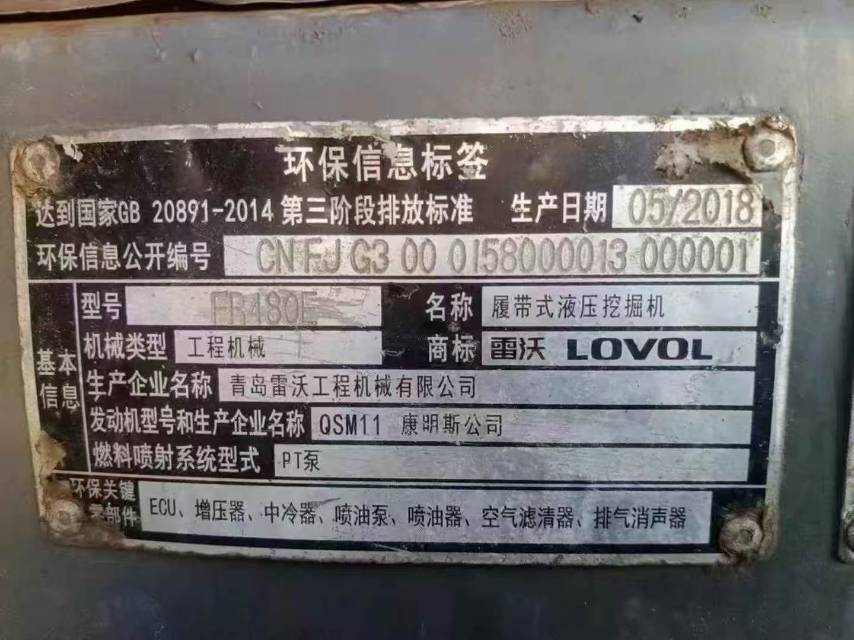 环保信息标签
达到国家GB 20891-2014 第三阶段排放标准 生产日期 05/2018
环保信息公开编号 CN FJ G3 00 0158000013 000001
基本信息
型号 FR480E 名称 履带式液压挖掘机
机械类型 工程机械 商标 雷沃 LOVOL
生产企业名称 青岛雷沃工程机械有限公司
发动机型号和生产企业名称 QSM11 康明斯公司
燃料喷射系统型式 PT泵
环保关键零部件 ECU、增压器、中冷器、喷油泵、喷油器、空气滤清器、排气消声器